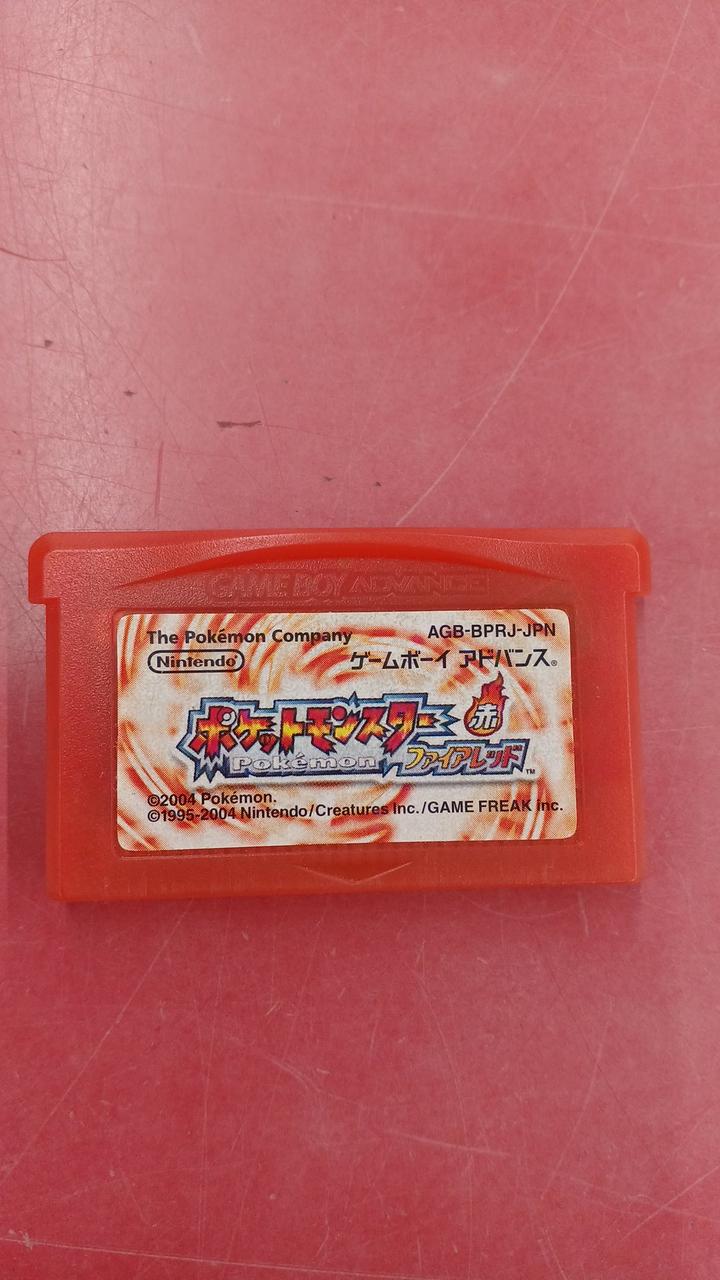 GAME BOY ADVANCE
The Pokémon Company AGB-BPRJ-JPN
Nintendo ゲームボーイ アドバンス®
ポケットモンスター 赤
Pokémon ファイアレッド™
©2004 Pokémon.
©1995-2004 Nintendo/Creatures Inc./GAME FREAK inc.